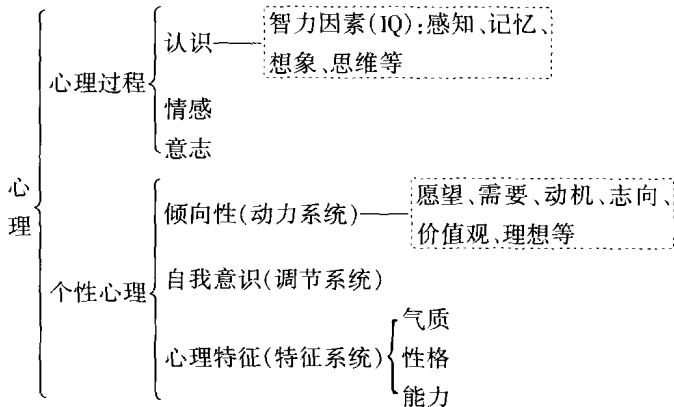 心理
心理过程
认识
智力因素(IQ):感知、记忆、
想象、思维等
情感
意志
个性心理
倾向性(动力系统)
愿望、需要、动机、志向、
价值观、理想等
自我意识(调节系统)
心理特征(特征系统)
气质
性格
能力